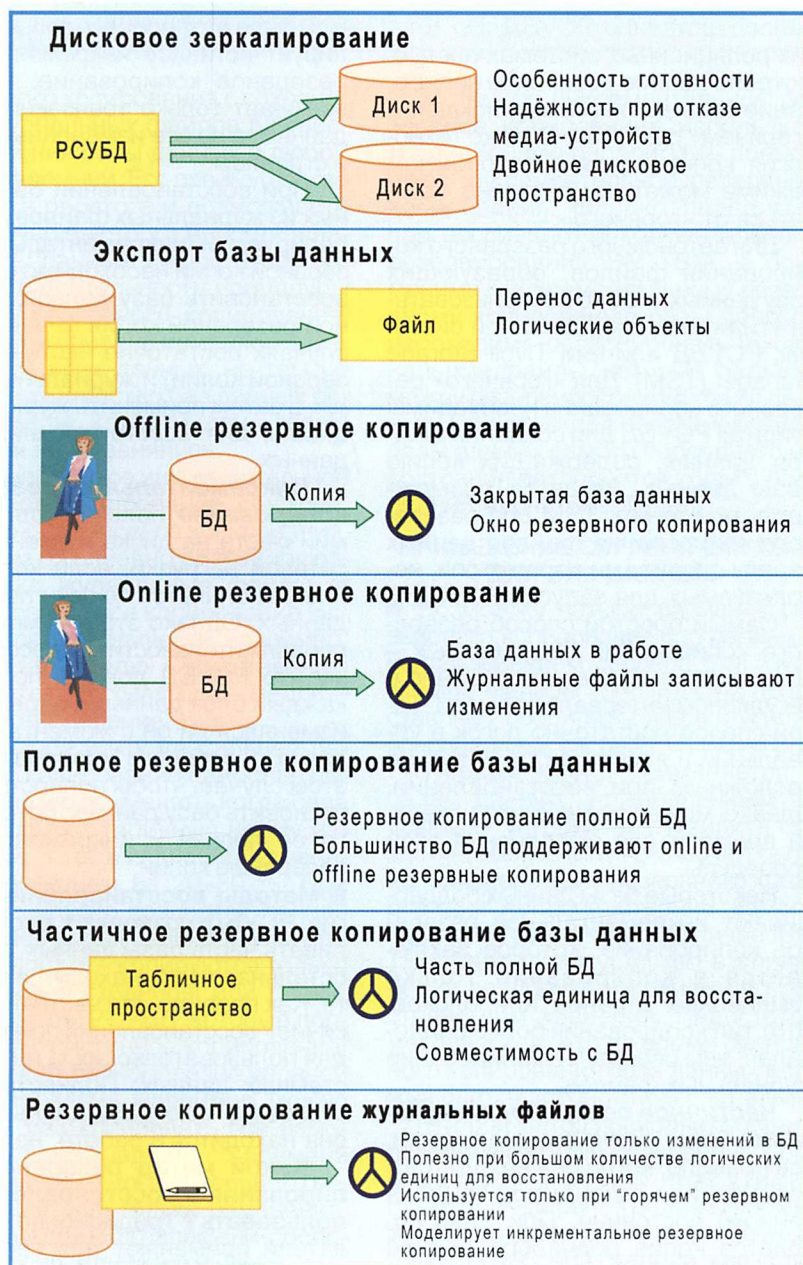 Дисковое зеркалирование
РСУБД
Диск 1
Диск 2
Особенность готовности
Надёжность при отказе
медиа-устройств
Двойное дисковое
пространство
Экспорт базы данных
Файл
Перенос данных
Логические объекты
Offline резервное копирование
БД
Копия
Закрытая база данных
Окно резервного копирования
Online резервное копирование
БД
Копия
База данных в работе
Журнальные файлы записывают
изменения
Полное резервное копирование базы данных
Резервное копирование полной БД
Большинство БД поддерживают online и
offline резервные копирования
Частичное резервное копирование базы данных
Табличное
пространство
Часть полной БД
Логическая единица для восста-
новления
Совместимость с БД
Резервное копирование журнальных файлов
Резервное копирование только изменений в БД
Полезно при большом количестве логических
единиц для восстановления
Используется только при "горячем" резервном
копировании
Моделирует инкрементальное резервное
копирование